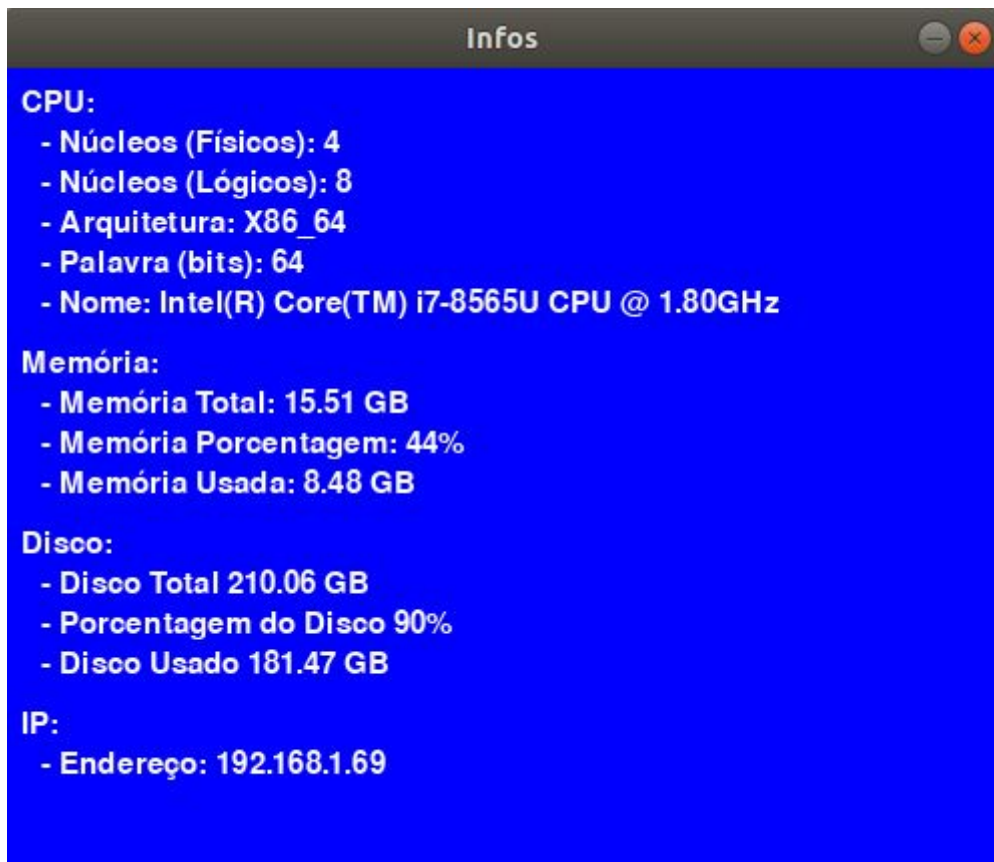 Infos
CPU:
- Núcleos (Físicos): 4
- Núcleos (Lógicos): 8
- Arquitetura: X86_64
- Palavra (bits): 64
- Nome: Intel(R) Core(TM) i7-8565U CPU @ 1.80GHz
Memória:
- Memória Total: 15.51 GB
- Memória Porcentagem: 44%
- Memória Usada: 8.48 GB
Disco:
- Disco Total 210.06 GB
- Porcentagem do Disco 90%
- Disco Usado 181.47 GB
IP:
- Endereço: 192.168.1.69